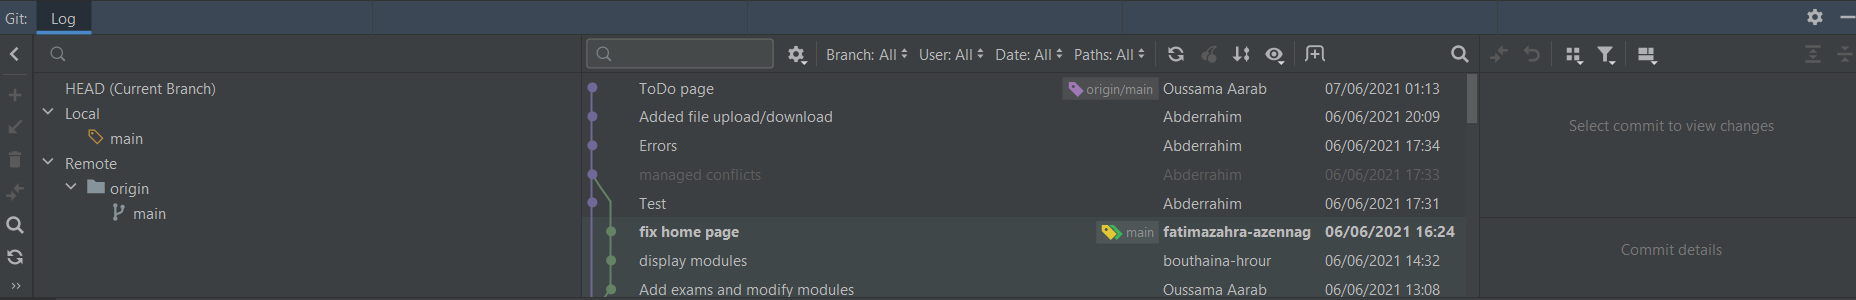 Git: Log
Branch: All User: All Date: All Paths: All
HEAD (Current Branch)
Local
main
Remote
origin
main
ToDo page origin/main Oussama Aarab 07/06/2021 01:13
Added file upload/download Abderrahim 06/06/2021 20:09
Errors Abderrahim 06/06/2021 17:34
managed conflicts Abderrahim 06/06/2021 17:33
Test Abderrahim 06/06/2021 17:31
fix home page main fatimazahra-azennag 06/06/2021 16:24
display modules bouthaina-hrour 06/06/2021 14:32
Add exams and modify modules Oussama Aarab 06/06/2021 13:08
Select commit to view changes
Commit details